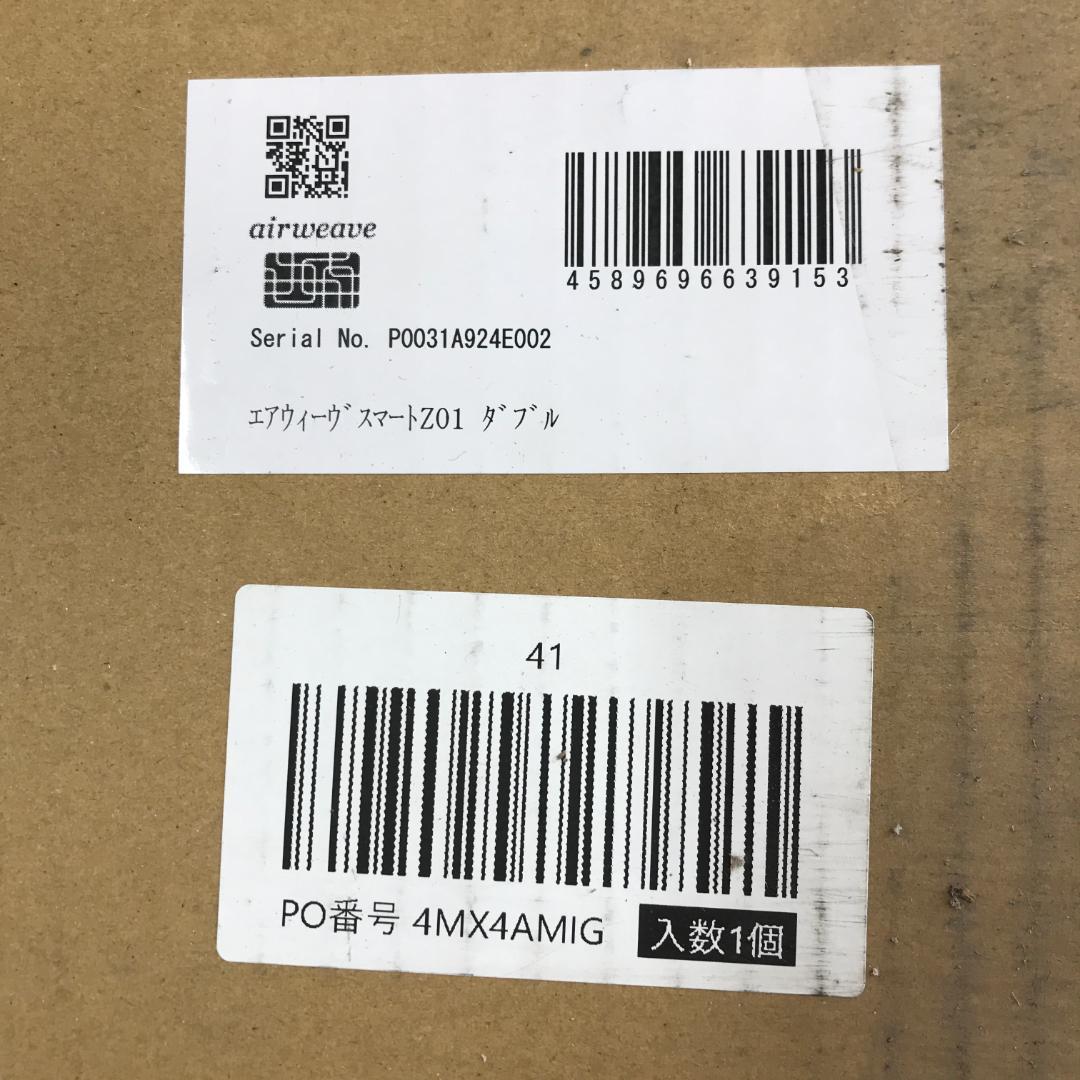 airweave
4589696639153
Serial No. P0031A924E002
ｴｱｳｨｰｳﾞｽﾏｰﾄZ01 ﾀﾞﾌﾞﾙ
41
PO番号 4MX4AMIG
入数1個